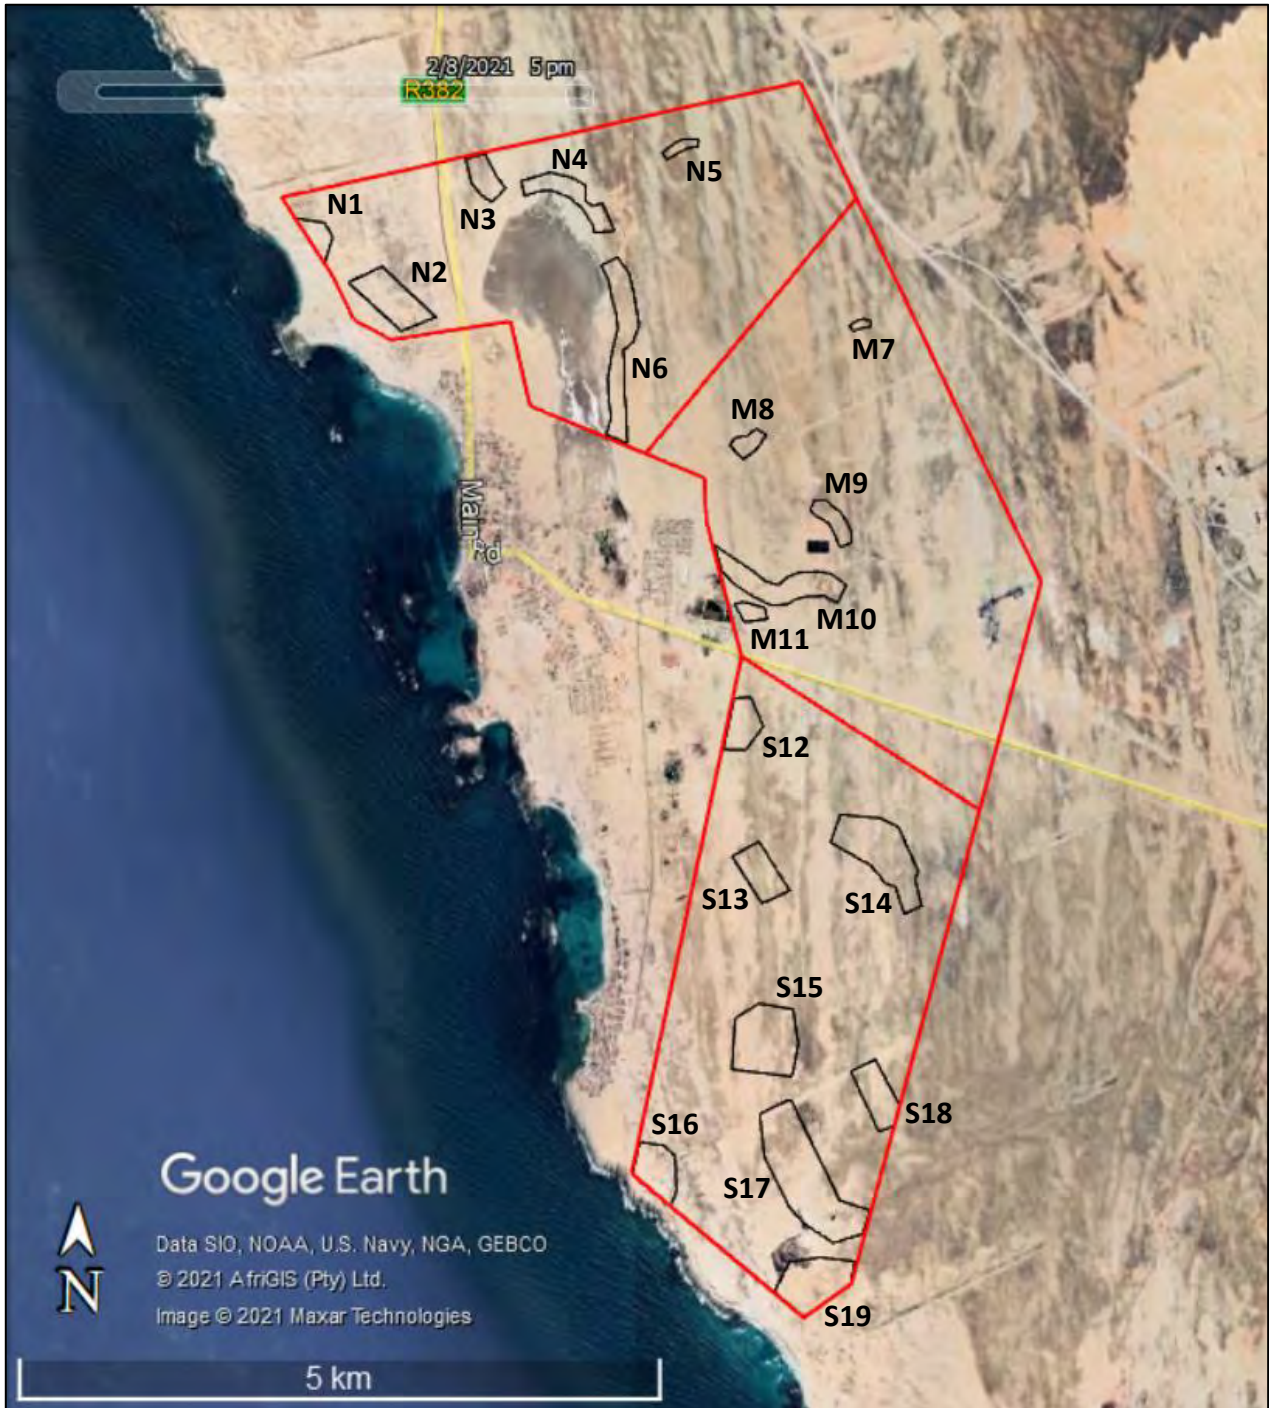 2/8/2021 5 pm
R382
N4
N5
N1
N3
N2
N6
M7
M8
M9
Main Rd
M10
M11
S12
S13
S14
S15
S18
S16
S17
Google Earth
Data SIO, NOAA, U.S. Navy, NGA, GEBCO
© 2021 AfriGIS (Pty) Ltd.
N
Image © 2021 Maxar Technologies
S19
5 km